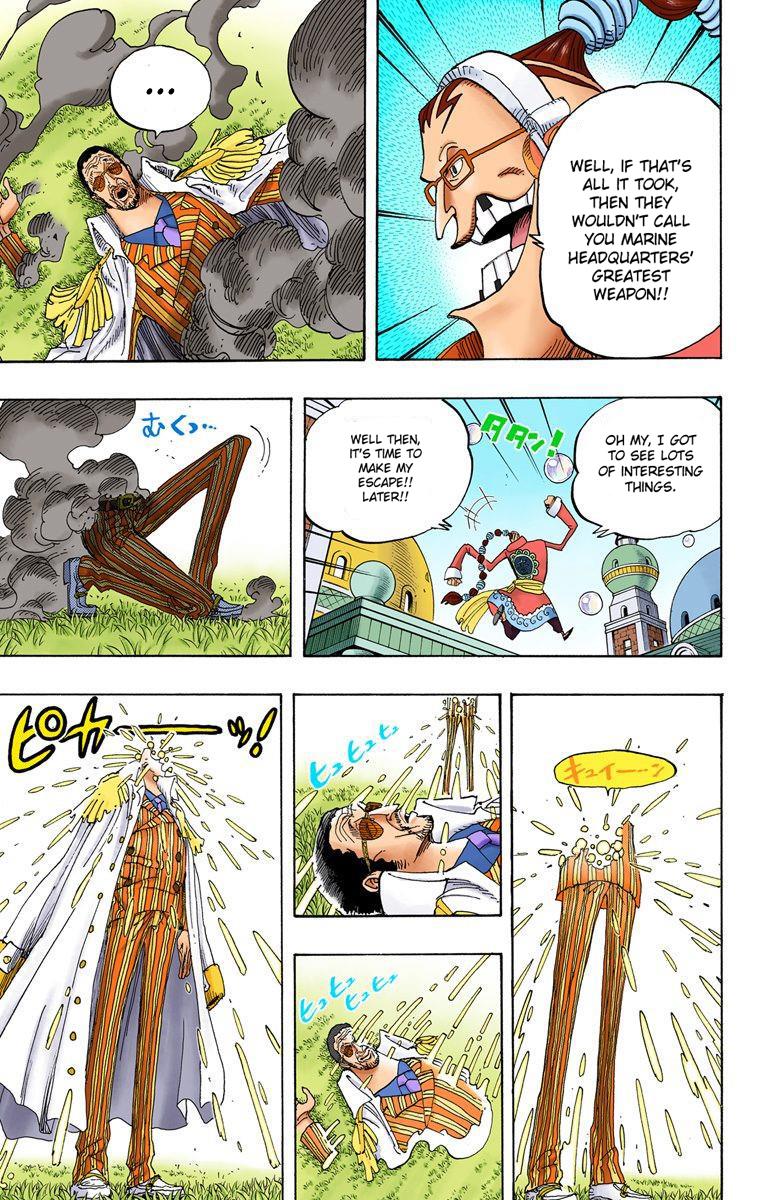 WELL, IF THAT'S
ALL IT TOOK,
THEN THEY
WOULDN'T CALL
YOU MARINE
HEADQUARTERS'
GREATEST
WEAPON!!
...
OH MY, I GOT
TO SEE LOTS
OF INTERESTING
THINGS.
タタン!
WELL THEN,
IT'S TIME TO
MAKE MY
ESCAPE!!
LATER!!
むくっ…
キュイーーン
ヒュヒュヒュ
ヒュヒュ
ヒュヒュ
ピカーーッ!